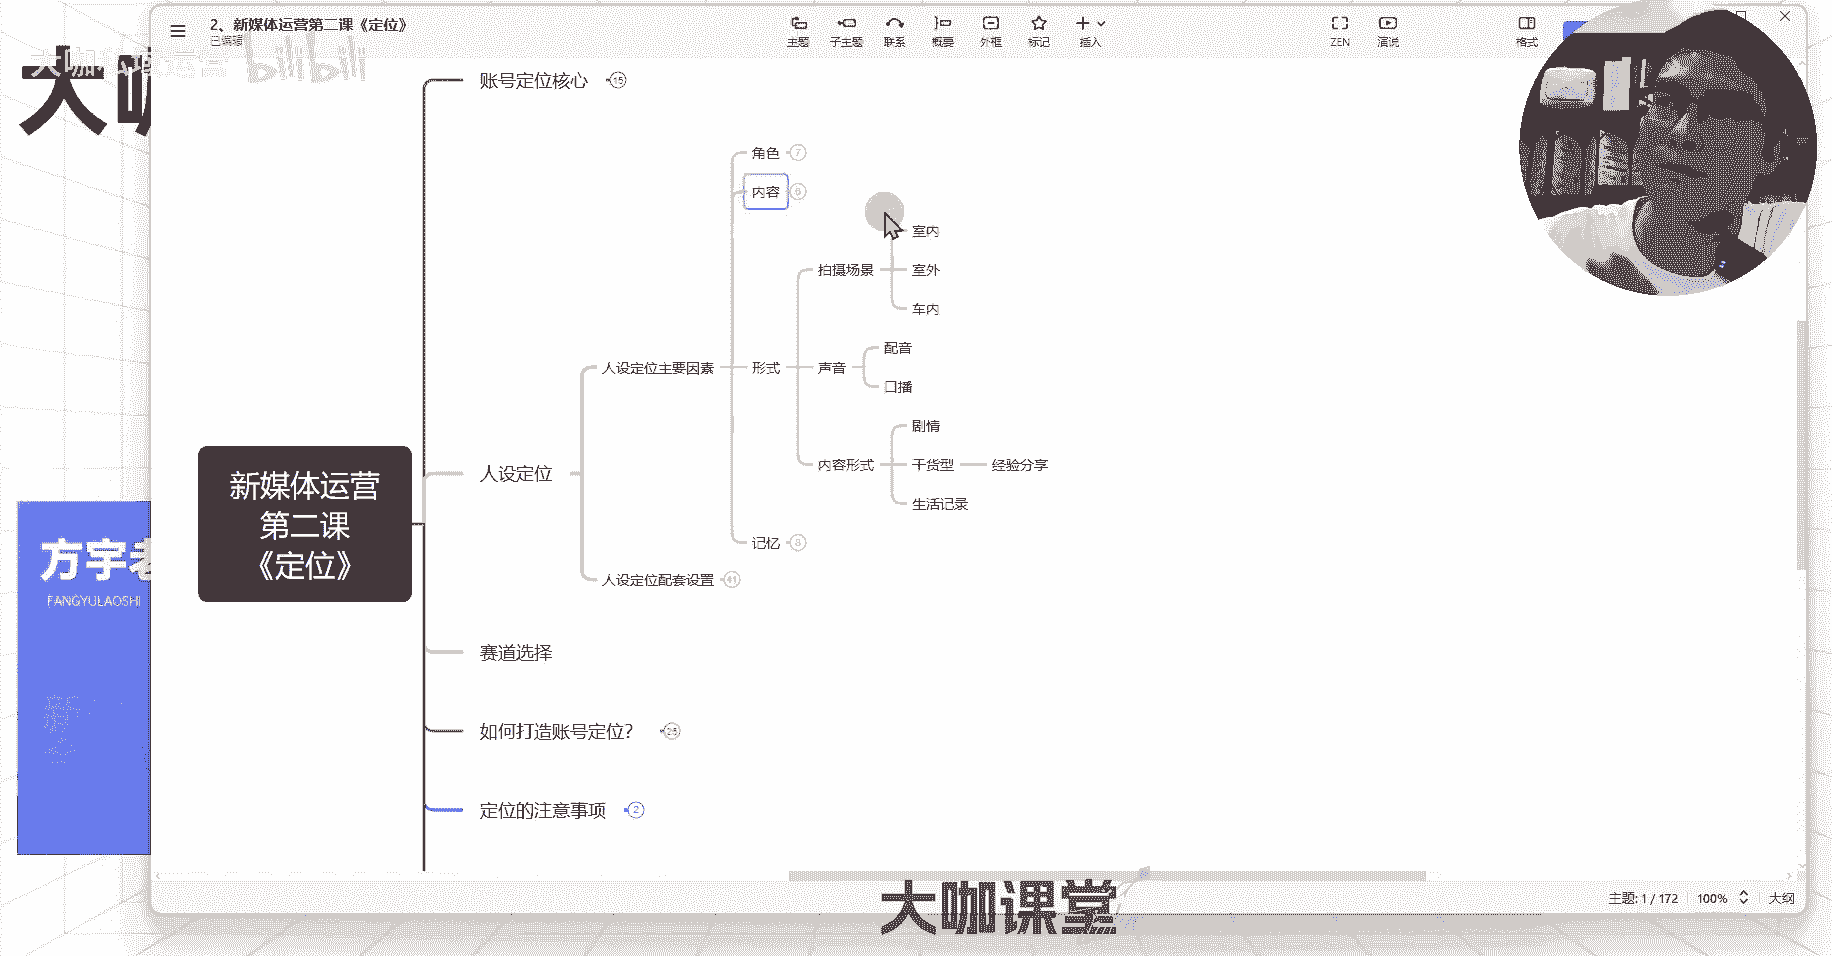 2、新媒体运营第二课《定位》
已编辑
主题
子主题
联系
概要
外框
标记
插入
ZEN
演说
格式
大咖私域运营
bilibili
大咖
账号定位核心
15
角色
7
内容
6
室内
拍摄场景
室外
车内
配音
人设定位主要因素
形式
声音
口播
剧情
内容形式
干货型
经验分享
生活记录
人设定位
新媒体运营
第二课
《定位》
记忆
8
人设定位配套设置
41
方宇老
FANGYULAOSHI
赛道选择
如何打造账号定位？
定位的注意事项
2
大咖课堂
主题: 1 / 172
100%
大纲